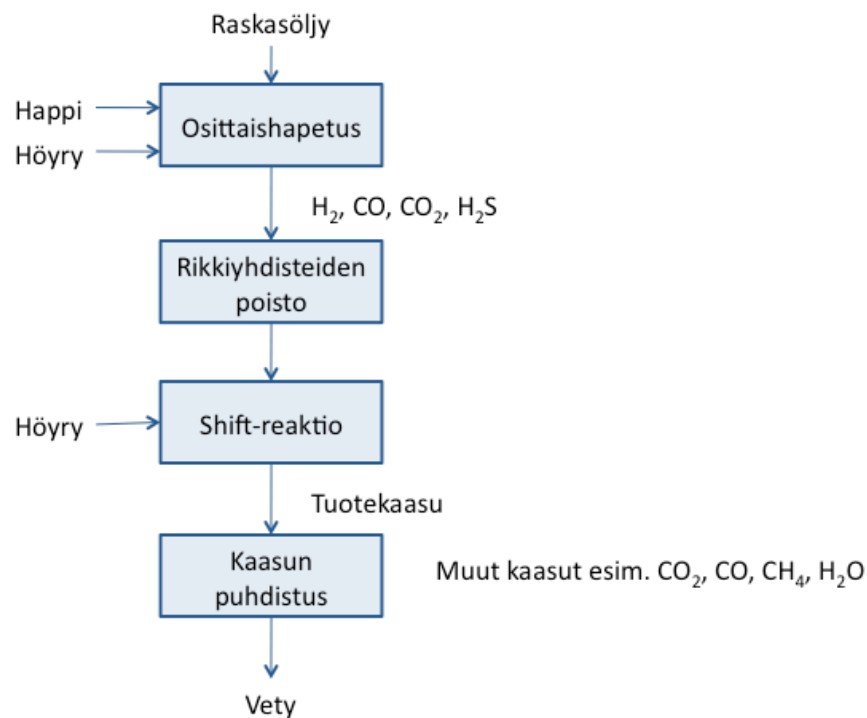 Raskasöljy
Happi
Höyry
Osittaishapetus
H₂, CO, CO₂, H₂S
Rikkiyhdisteiden
poisto
Höyry
Shift-reaktio
Tuotekaasu
Kaasun
puhdistus
Muut kaasut esim. CO₂, CO, CH₄, H₂O
Vety